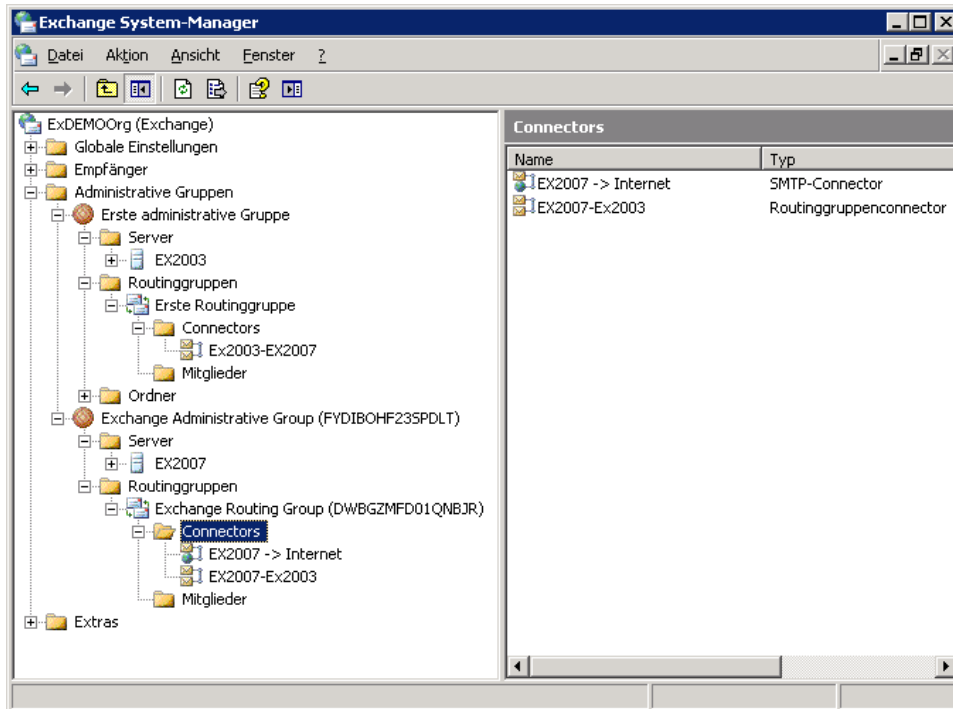 Exchange System-Manager
Datei Aktion Ansicht Fenster ?
ExDEMOOrg (Exchange)
Globale Einstellungen
Empfänger
Administrative Gruppen
Erste administrative Gruppe
Server
EX2003
Routinggruppen
Erste Routinggruppe
Connectors
Ex2003-EX2007
Mitglieder
Ordner
Exchange Administrative Group (FYDIBOHF23SPDLT)
Server
EX2007
Routinggruppen
Exchange Routing Group (DWBGZMFD01QNBJR)
Connectors
EX2007 -> Internet
EX2007-Ex2003
Mitglieder
Extras
Connectors
Name Typ
EX2007 -> Internet SMTP-Connector
EX2007-Ex2003 Routinggruppenconnector